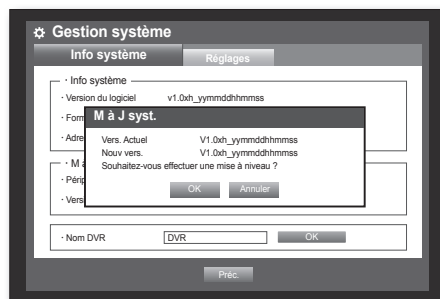 Gestion système
Info système
Réglages
· Info système
· Version du logiciel v1.0xh_yymmddhhmmss
· Form
· Adre
M à J syst.
Vers. Actuel V1.0xh_yymmddhhmmss
Nouv vers. V1.0xh_yymmddhhmmss
Souhaitez-vous effectuer une mise à niveau ?
OK Annuler
· M à
· Périp
· Vers
· Nom DVR DVR OK
Préc.